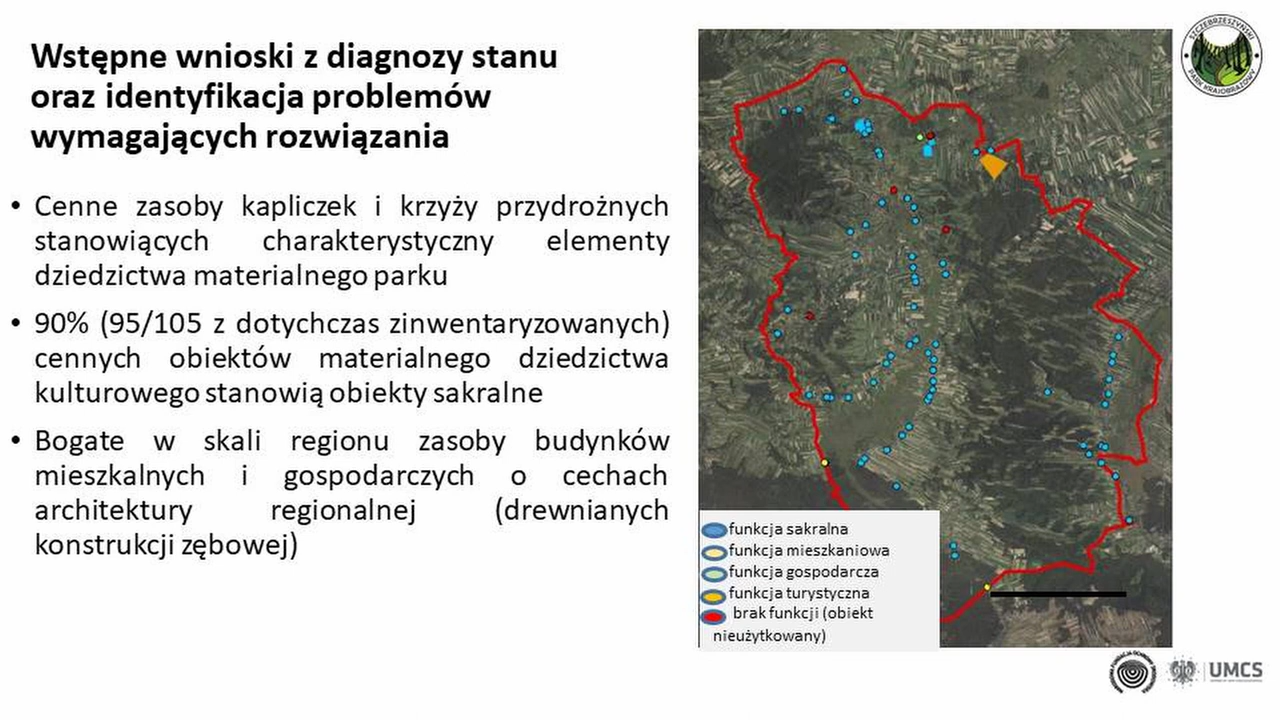 Wstępne wnioski z diagnozy stanu
oraz identyfikacja problemów
wymagających rozwiązania
• Cenne zasoby kapliczek i krzyży przydrożnych
stanowiących charakterystyczny elementy
dziedzictwa materialnego parku
• 90% (95/105 z dotychczas zinwentaryzowanych)
cennych obiektów materialnego dziedzictwa
kulturowego stanowią obiekty sakralne
• Bogate w skali regionu zasoby budynków
mieszkalnych i gospodarczych o cechach
architektury regionalnej (drewnianych
konstrukcji zębowej)
funkcja sakralna
funkcja mieszkaniowa
funkcja gospodarcza
funkcja turystyczna
brak funkcji (obiekt
nieużytkowany)
SZCZEBRZESZYŃSKI
PARK KRAJOBRAZOWY
UMCS